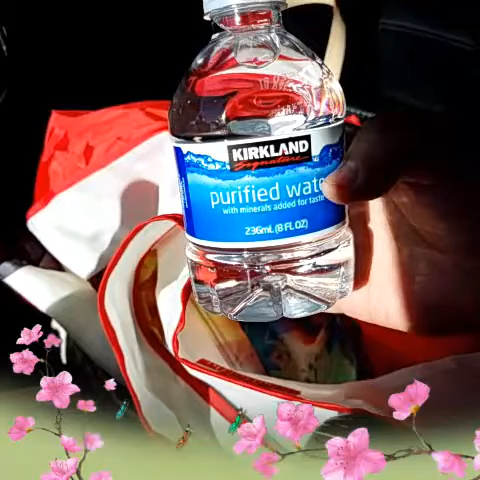 KIRKLAND
Signature
purified wate
with minerals added for taste
236mL (8 FL OZ)